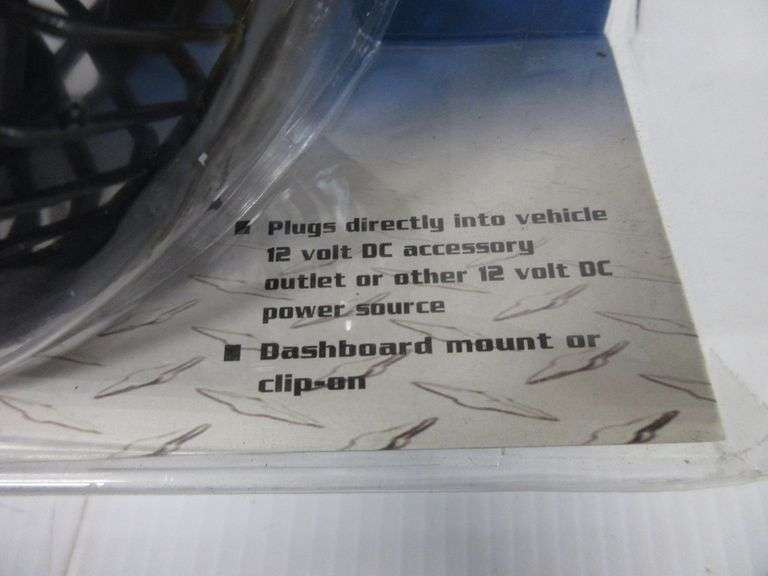 ▪ Plugs directly into vehicle
12 volt DC accessory
outlet or other 12 volt DC
power source
▪ Dashboard mount or
clip-on